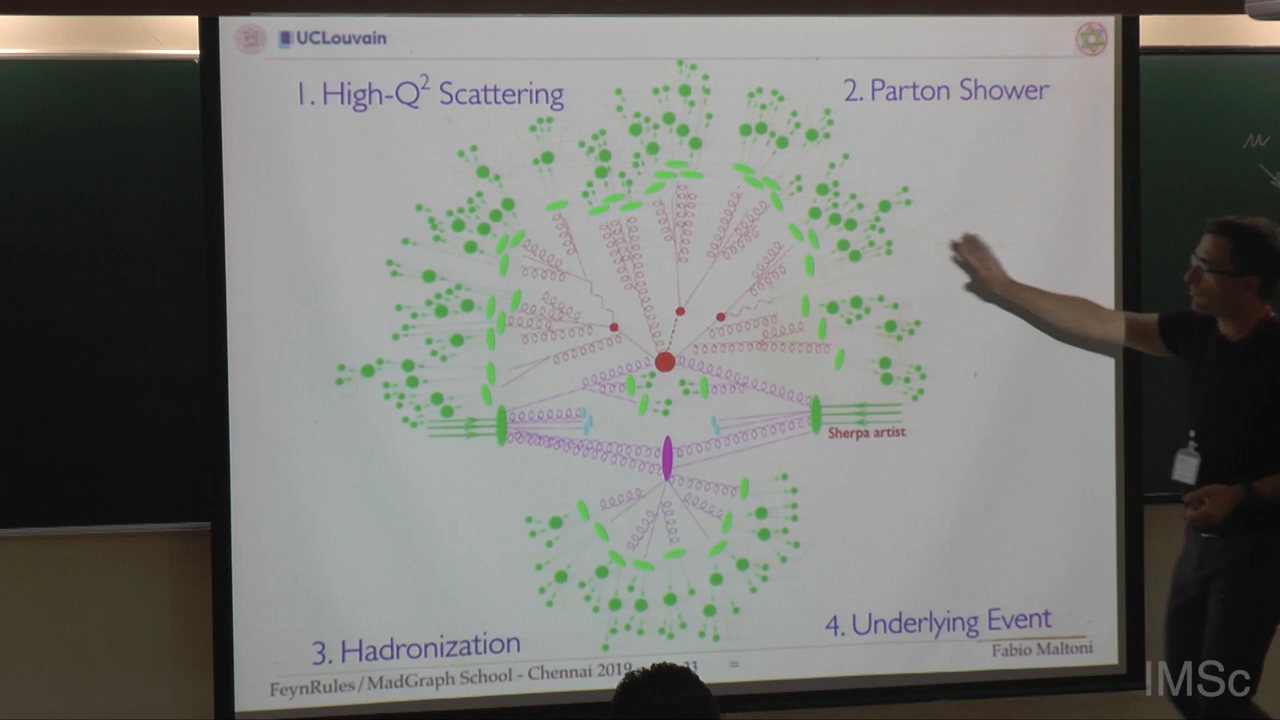 UCLouvain
1. High-Q² Scattering
2. Parton Shower
Sherpa artist
3. Hadronization
4. Underlying Event
Fabio Maltoni
FeynRules/MadGraph School - Chennai 2019
=
IMSc